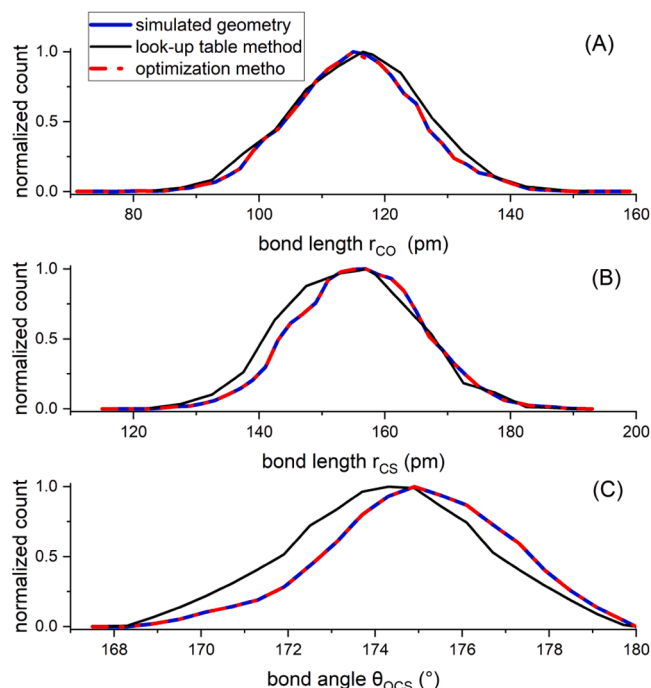 simulated geometry
look-up table method
optimization metho
(A)
normalized count
1.0
0.5
0.0
80 100 120 140 160
bond length rCO (pm)
(B)
normalized count
1.0
0.5
0.0
120 140 160 180 200
bond length rCS (pm)
(C)
normalized count
1.0
0.5
0.0
168 170 172 174 176 178 180
bond angle θOCS (°)